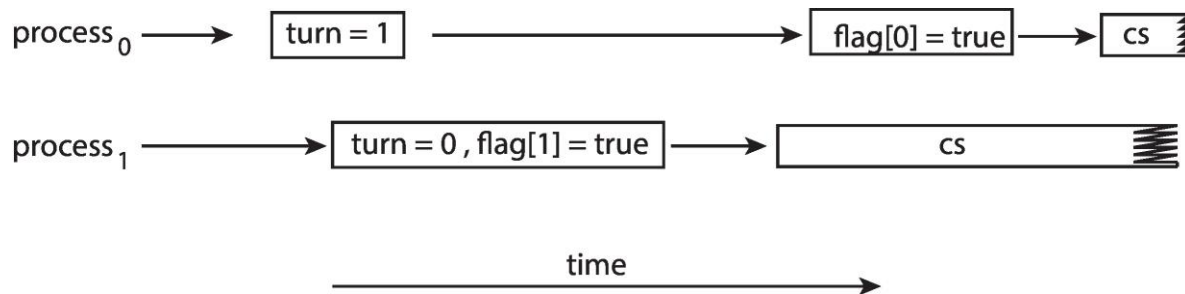 process0 turn = 1 flag[0] = true cs
process1 turn = 0 , flag[1] = true cs
time